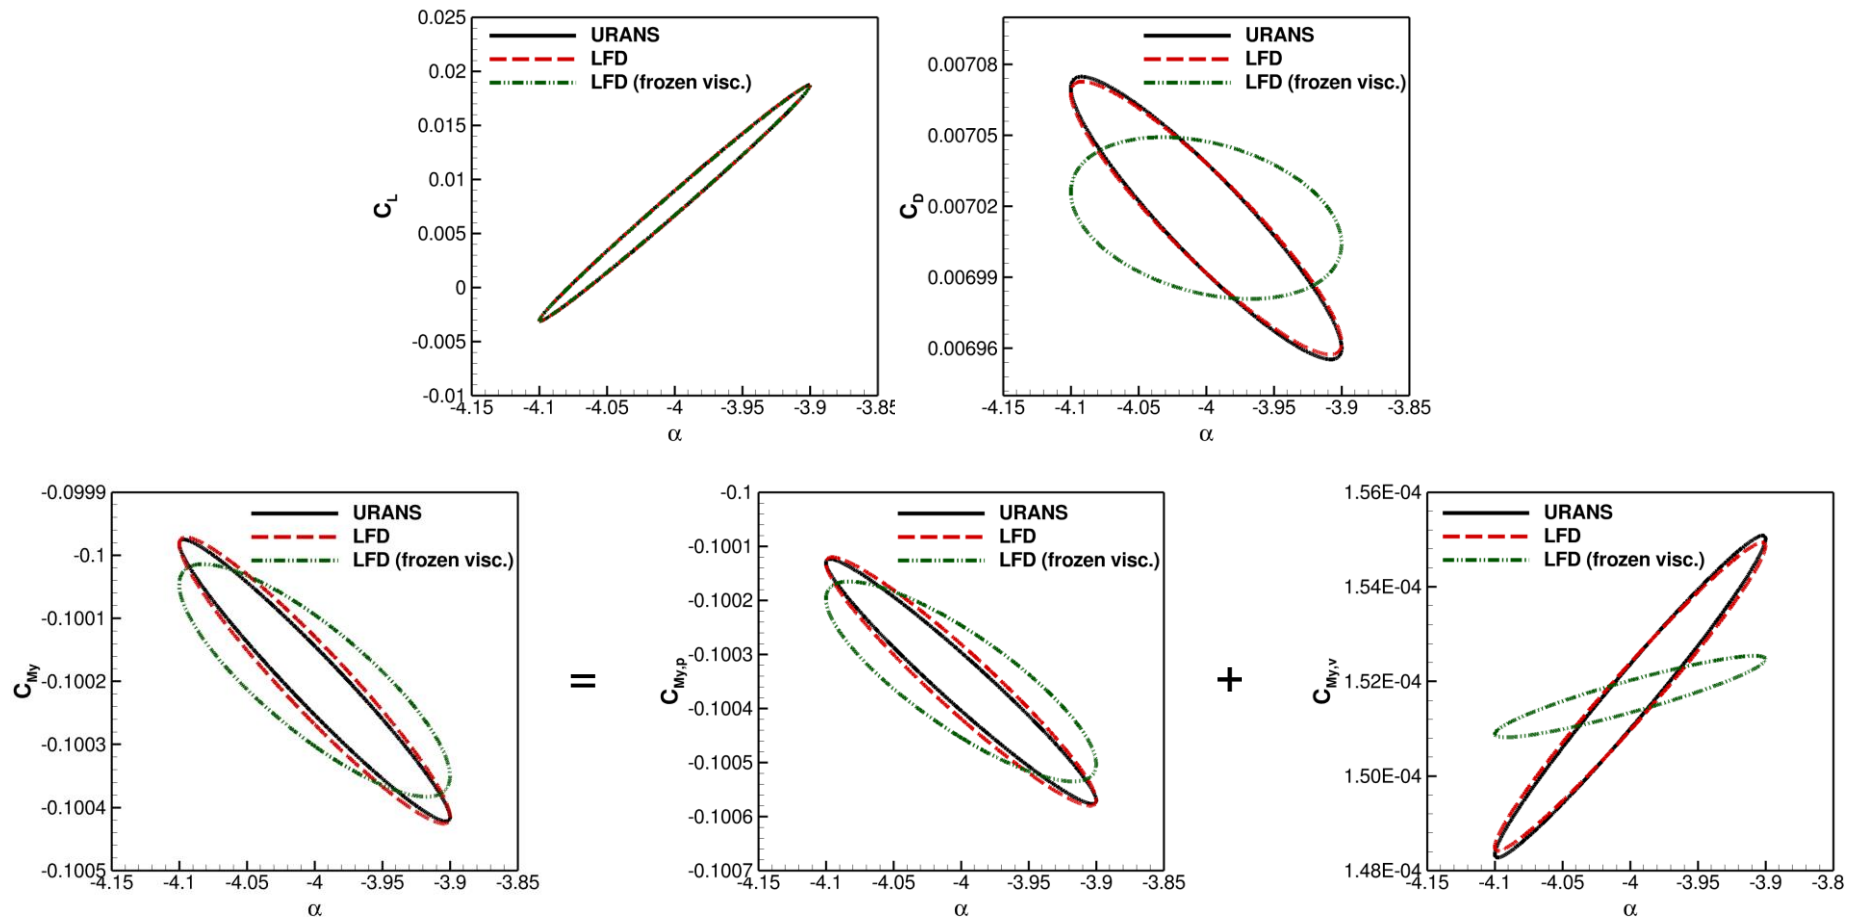 0.025
0.02
0.015
0.01
0.005
0
-0.005
-0.01
C_L
URANS
LFD
LFD (frozen visc.)
-4.15 -4.1 -4.05 -4 -3.95 -3.9 -3.85
α
0.00708
0.00705
0.00702
0.00699
0.00696
C_D
URANS
LFD
LFD (frozen visc.)
-4.15 -4.1 -4.05 -4 -3.95 -3.9 -3.85
α
-0.0999
-0.1
-0.1001
-0.1002
-0.1003
-0.1004
-0.1005
C_My
URANS
LFD
LFD (frozen visc.)
-4.15 -4.1 -4.05 -4 -3.95 -3.9 -3.85
α
=
-0.1
-0.1001
-0.1002
-0.1003
-0.1004
-0.1005
-0.1006
-0.1007
C_My,p
URANS
LFD
LFD (frozen visc.)
-4.15 -4.1 -4.05 -4 -3.95 -3.9 -3.85
α
+
1.56E-04
1.54E-04
1.52E-04
1.50E-04
1.48E-04
C_My,v
URANS
LFD
LFD (frozen visc.)
-4.15 -4.1 -4.05 -4 -3.95 -3.9 -3.8
α